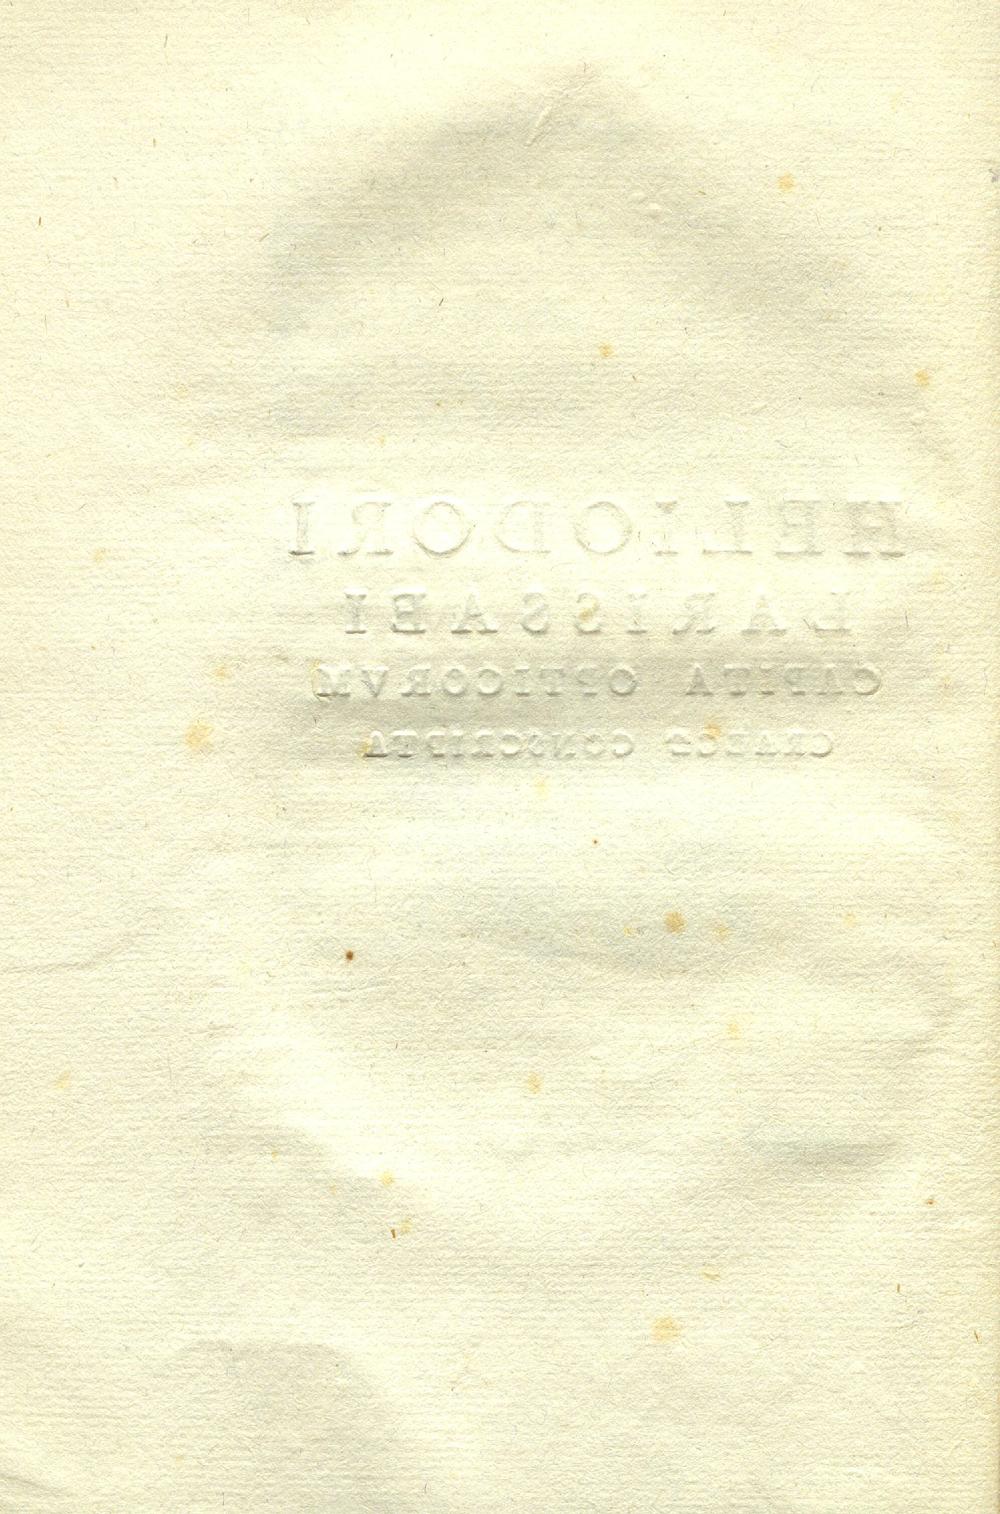 HELIODORI
LARISSAEI
CAPITA OPTICORVM
GRAECE CONSCRIPTA